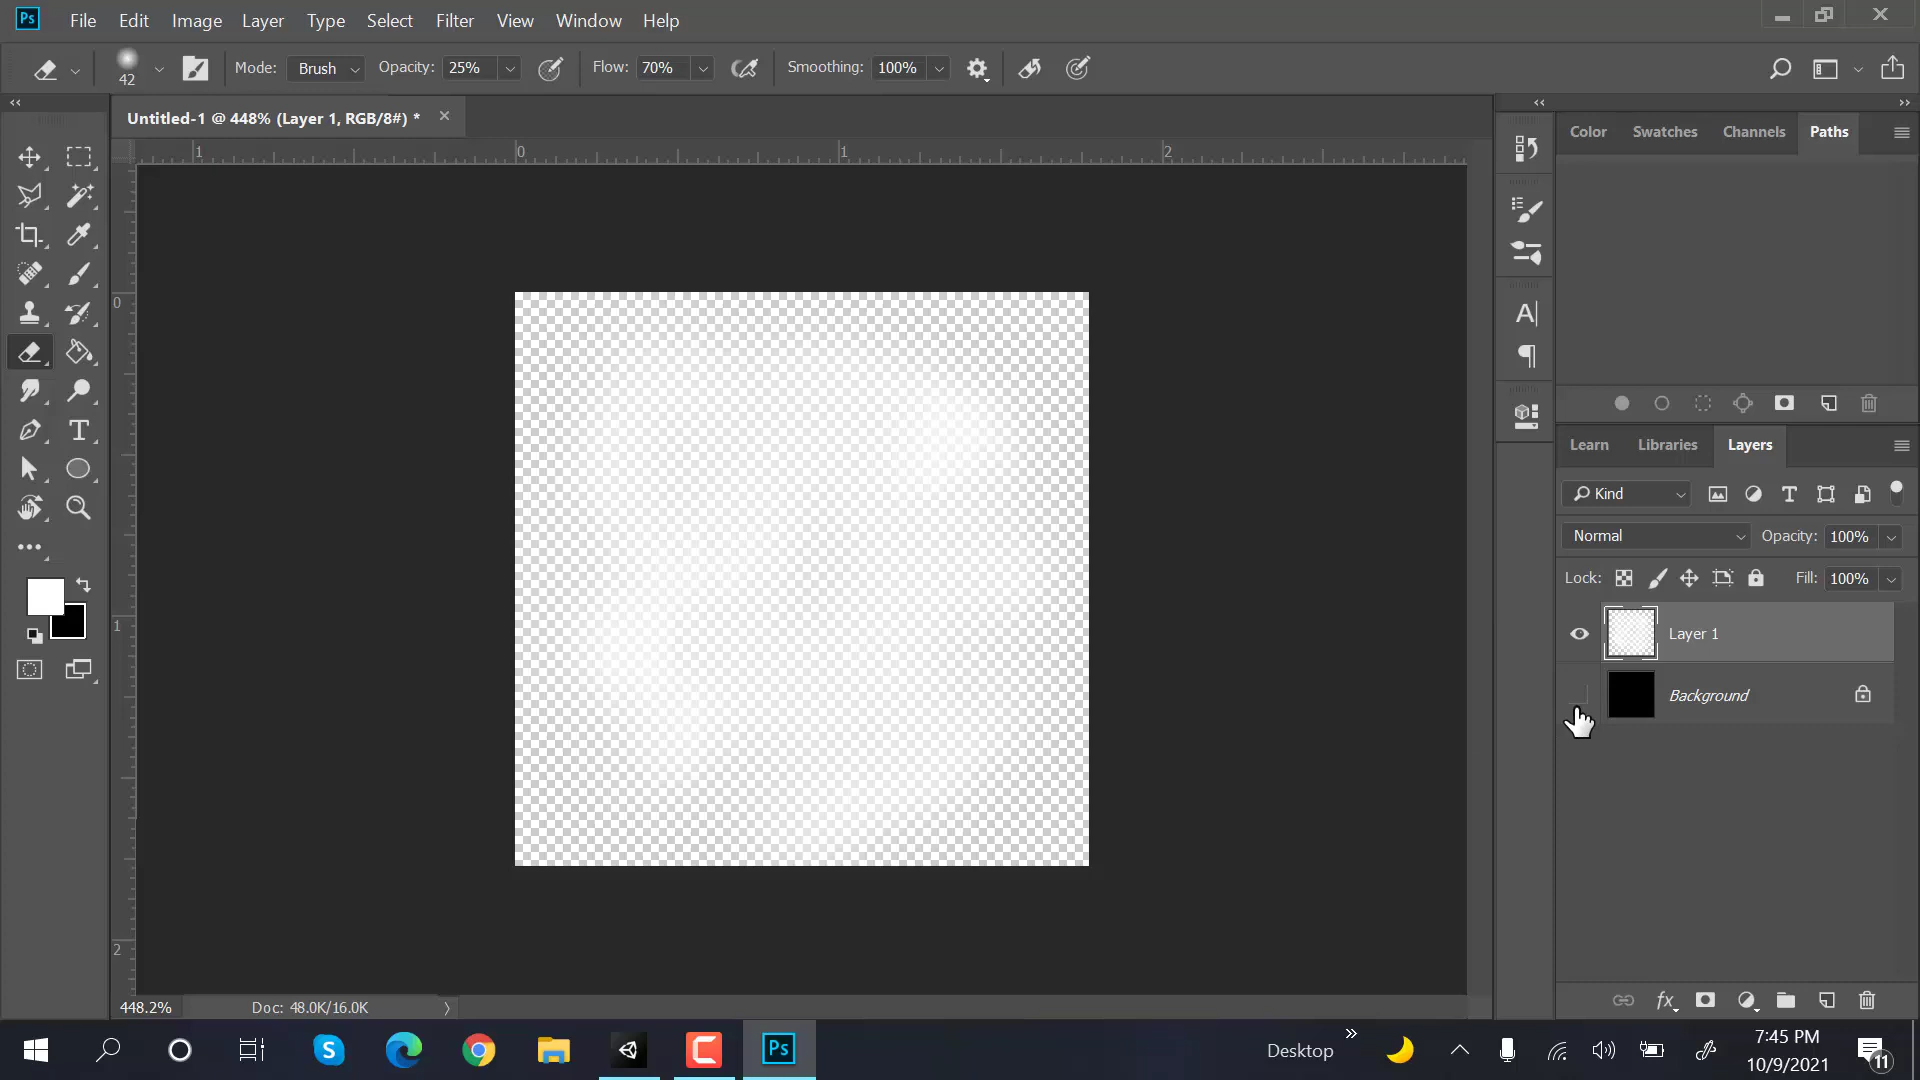 Ps File Edit Image Layer Type Select Filter View Window Help
42 Mode: Brush Opacity: 25% Flow: 70% Smoothing: 100%
Untitled-1 @ 448% (Layer 1, RGB/8#) *
1 0 1 2
0
1
2
Color Swatches Channels Paths
Learn Libraries Layers
Kind
Normal Opacity: 100%
Lock: Fill: 100%
Layer 1
Background
fx
448.2% Doc: 48.0K/16.0K
S Ps Desktop
7:45 PM
10/9/2021
11